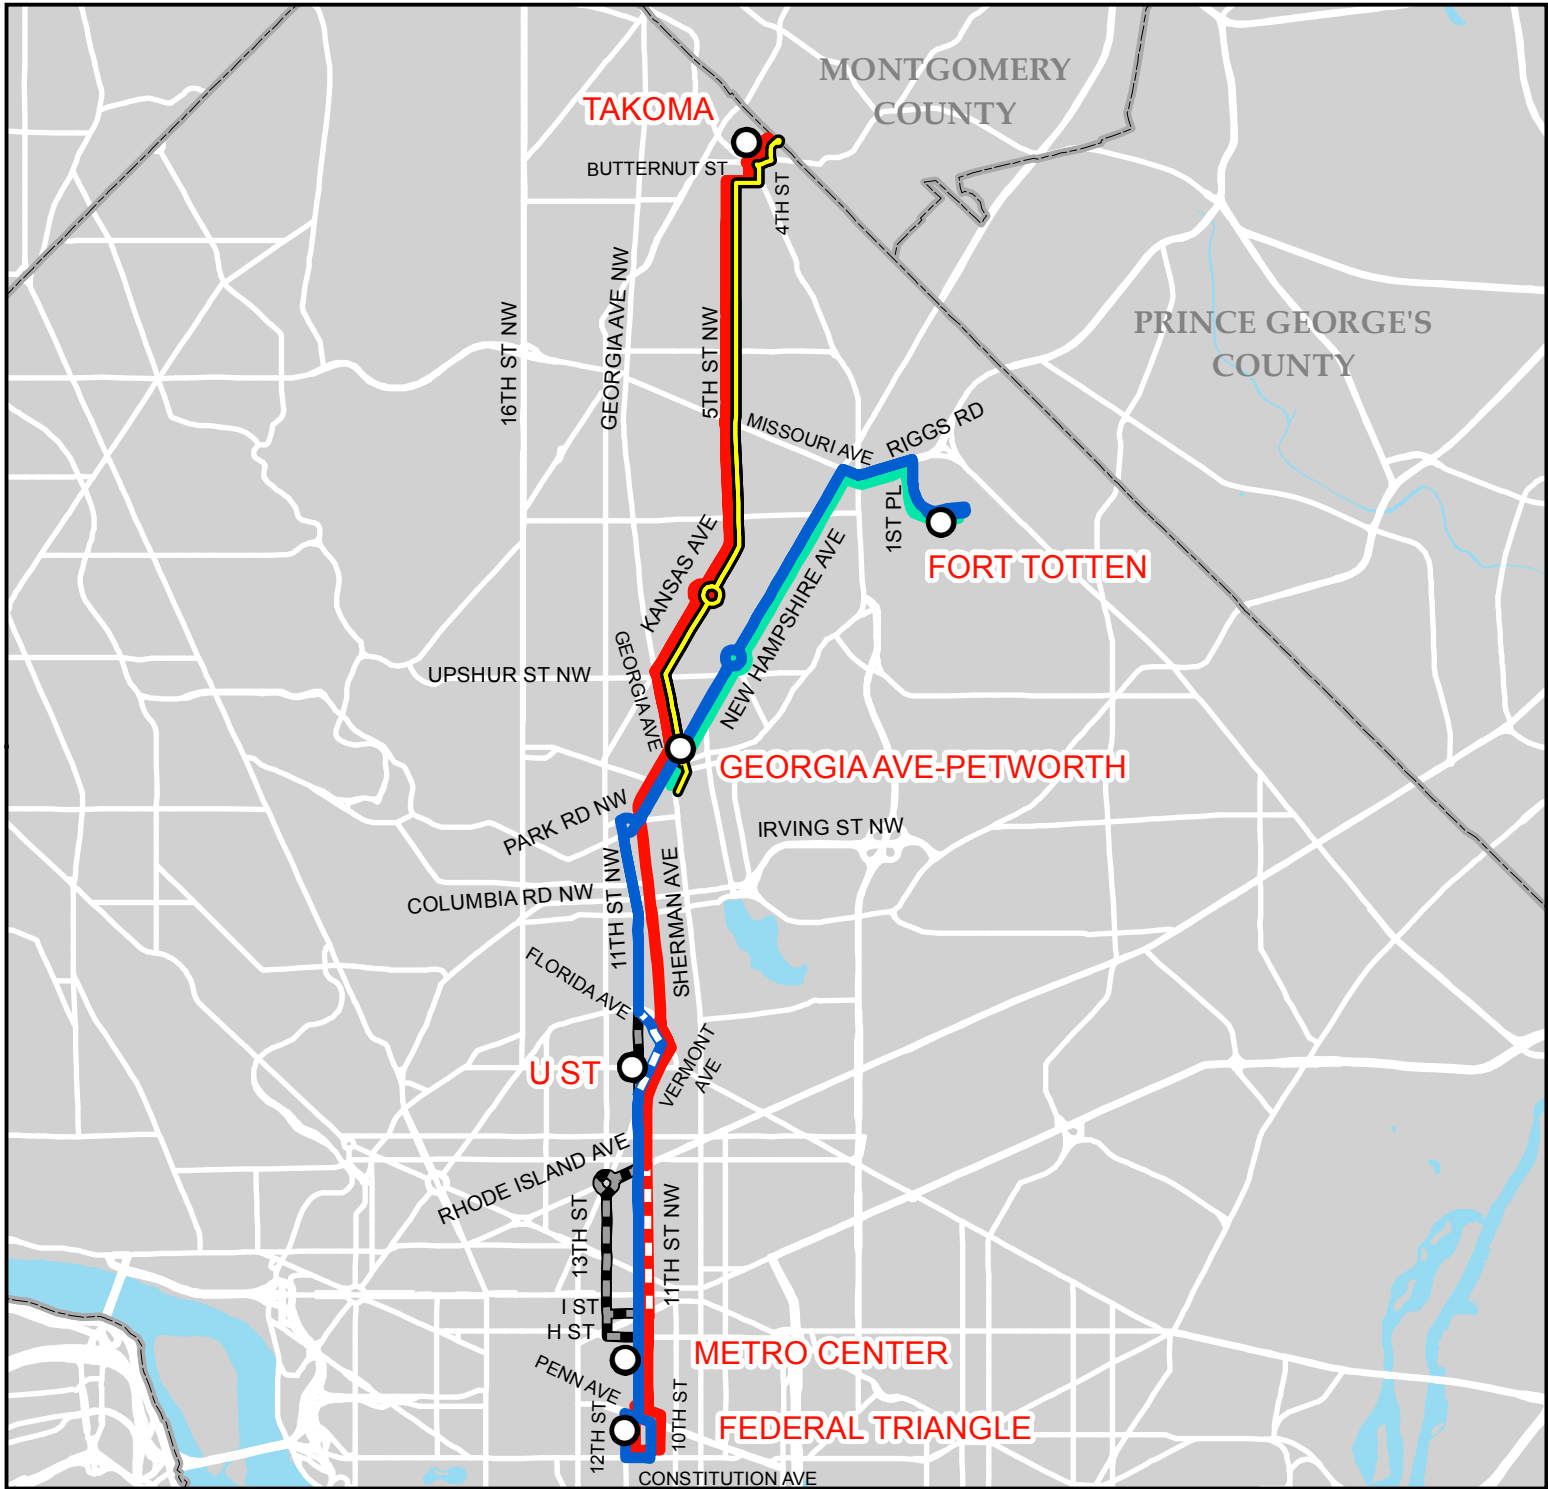 MONTGOMERY
COUNTY
TAKOMA
BUTTERNUT ST
4TH ST
GEORGIA AVE NW
16TH ST NW
5TH ST NW
PRINCE GEORGE'S
COUNTY
MISSOURI AVE
RIGGS RD
1ST PL
KANSAS AVE
FORT TOTTEN
NEW HAMPSHIRE AVE
GEORGIA AVE
UPSHUR ST NW
GEORGIA AVE-PETWORTH
PARK RD NW
IRVING ST NW
11TH ST NW
SHERMAN AVE
COLUMBIA RD NW
FLORIDA AVE
U ST
VERMONT
AVE
RHODE ISLAND AVE
13TH ST
11TH ST NW
I ST
H ST
METRO CENTER
PENN AVE
12TH ST
10TH ST
FEDERAL TRIANGLE
CONSTITUTION AVE